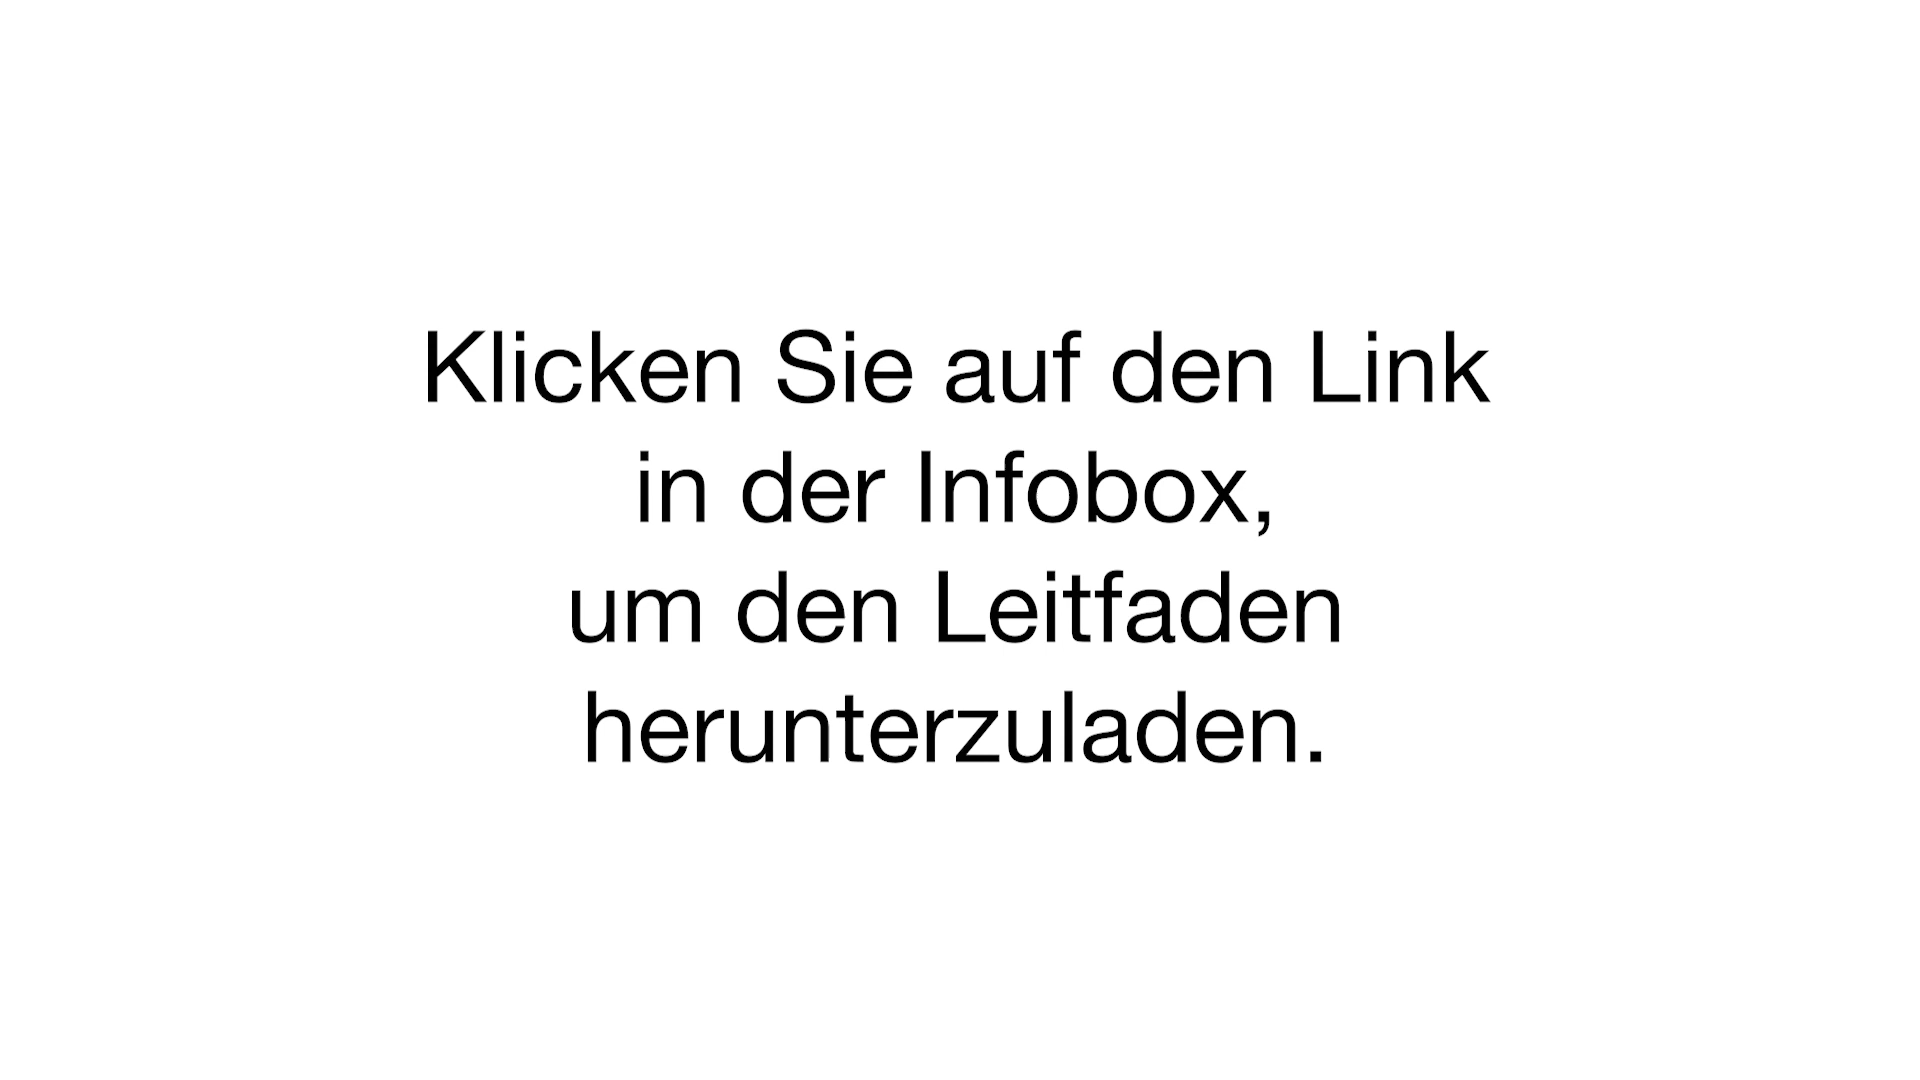 Klicken Sie auf den Link
in der Infobox,
um den Leitfaden
herunterzuladen.